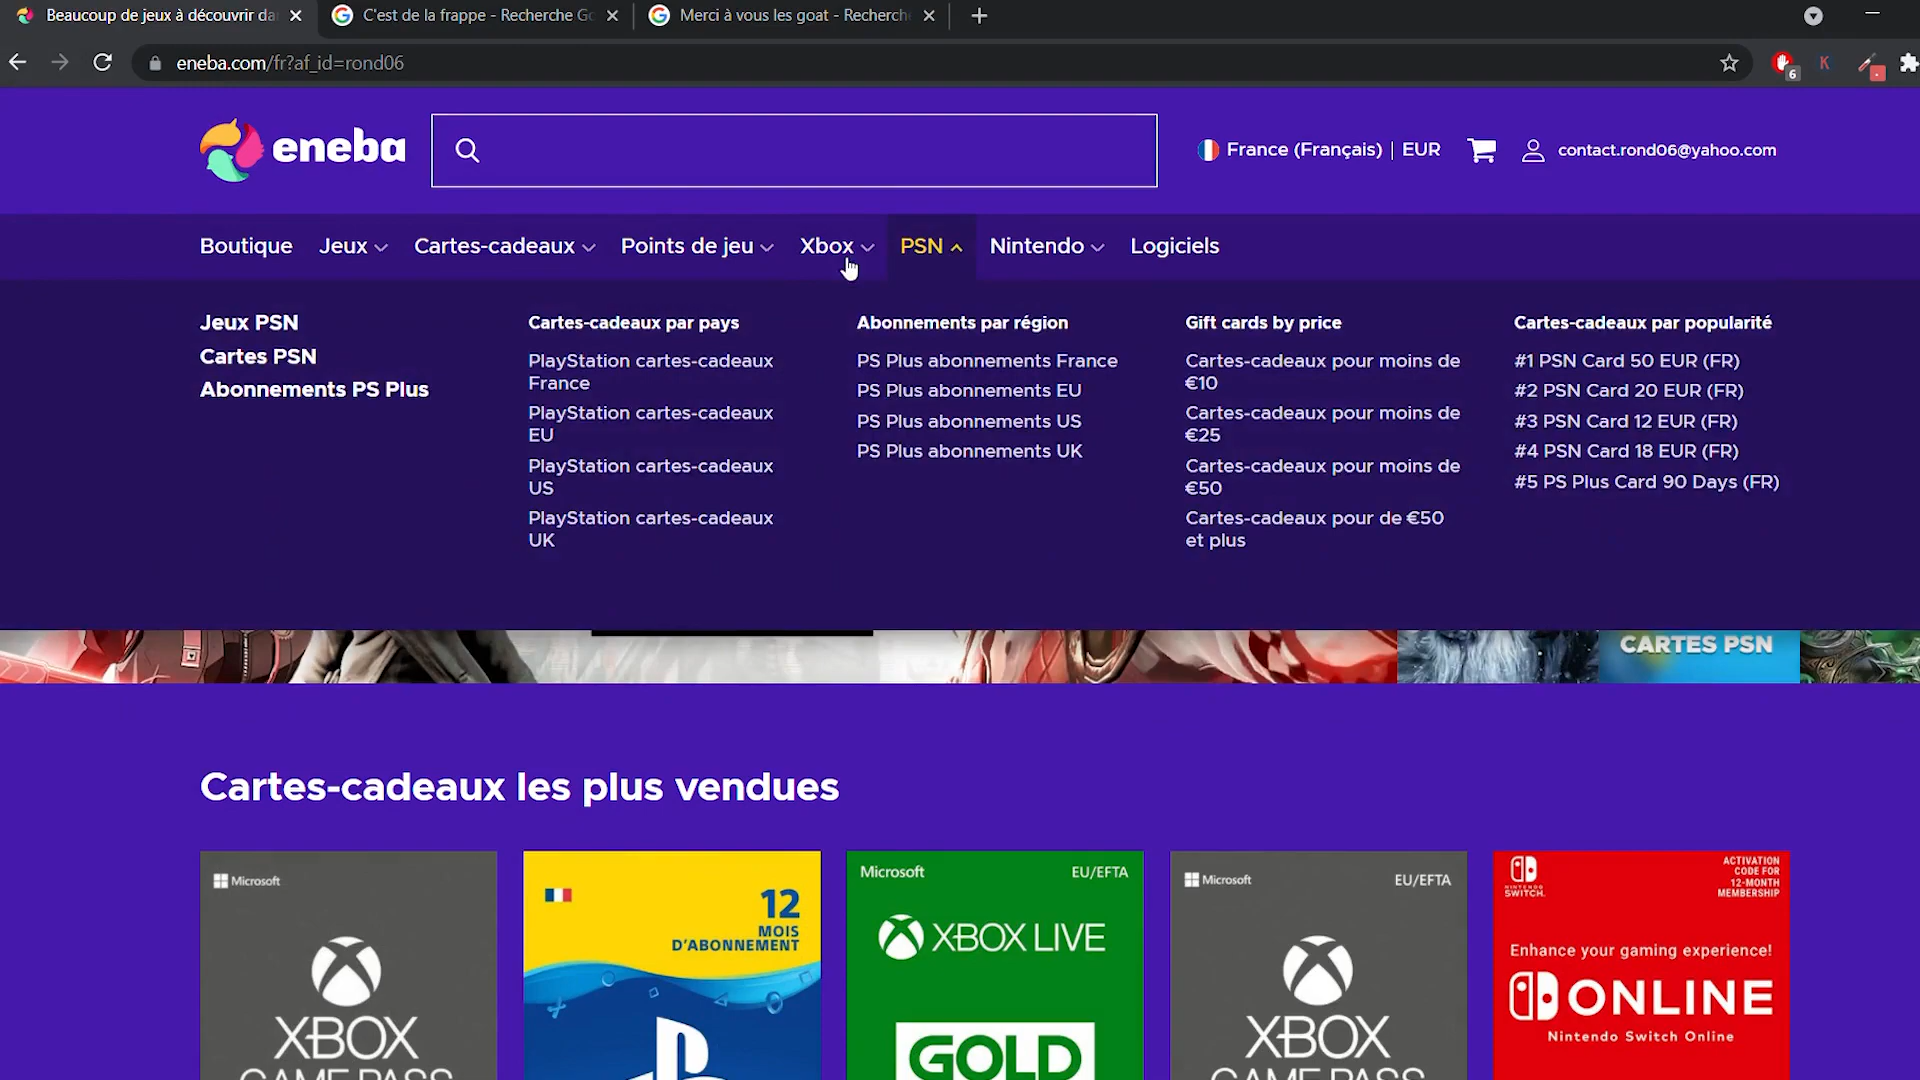 Beaucoup de jeux à découvrir da
C'est de la frappe - Recherche Go
Merci à vous les goat - Recherche
eneba.com/fr?af_id=rond06
6
K
eneba
France (Français) | EUR
contact.rond06@yahoo.com
Boutique
Jeux
Cartes-cadeaux
Points de jeu
Xbox
PSN
Nintendo
Logiciels
Jeux PSN
Cartes PSN
Abonnements PS Plus
Cartes-cadeaux par pays
PlayStation cartes-cadeaux
France
PlayStation cartes-cadeaux
EU
PlayStation cartes-cadeaux
US
PlayStation cartes-cadeaux
UK
Abonnements par région
PS Plus abonnements France
PS Plus abonnements EU
PS Plus abonnements US
PS Plus abonnements UK
Gift cards by price
Cartes-cadeaux pour moins de
€10
Cartes-cadeaux pour moins de
€25
Cartes-cadeaux pour moins de
€50
Cartes-cadeaux pour de €50
et plus
Cartes-cadeaux par popularité
#1 PSN Card 50 EUR (FR)
#2 PSN Card 20 EUR (FR)
#3 PSN Card 12 EUR (FR)
#4 PSN Card 18 EUR (FR)
#5 PS Plus Card 90 Days (FR)
CARTES PSN
Cartes-cadeaux les plus vendues
Microsoft
XBOX
GAME PASS
12
MOIS
D'ABONNEMENT
Microsoft
EU/EFTA
XBOX LIVE
GOLD
Microsoft
EU/EFTA
XBOX
GAME PASS
NINTENDO
SWITCH
ACTIVATION
CODE FOR
12-MONTH
MEMBERSHIP
Enhance your gaming experience!
ONLINE
Nintendo Switch Online